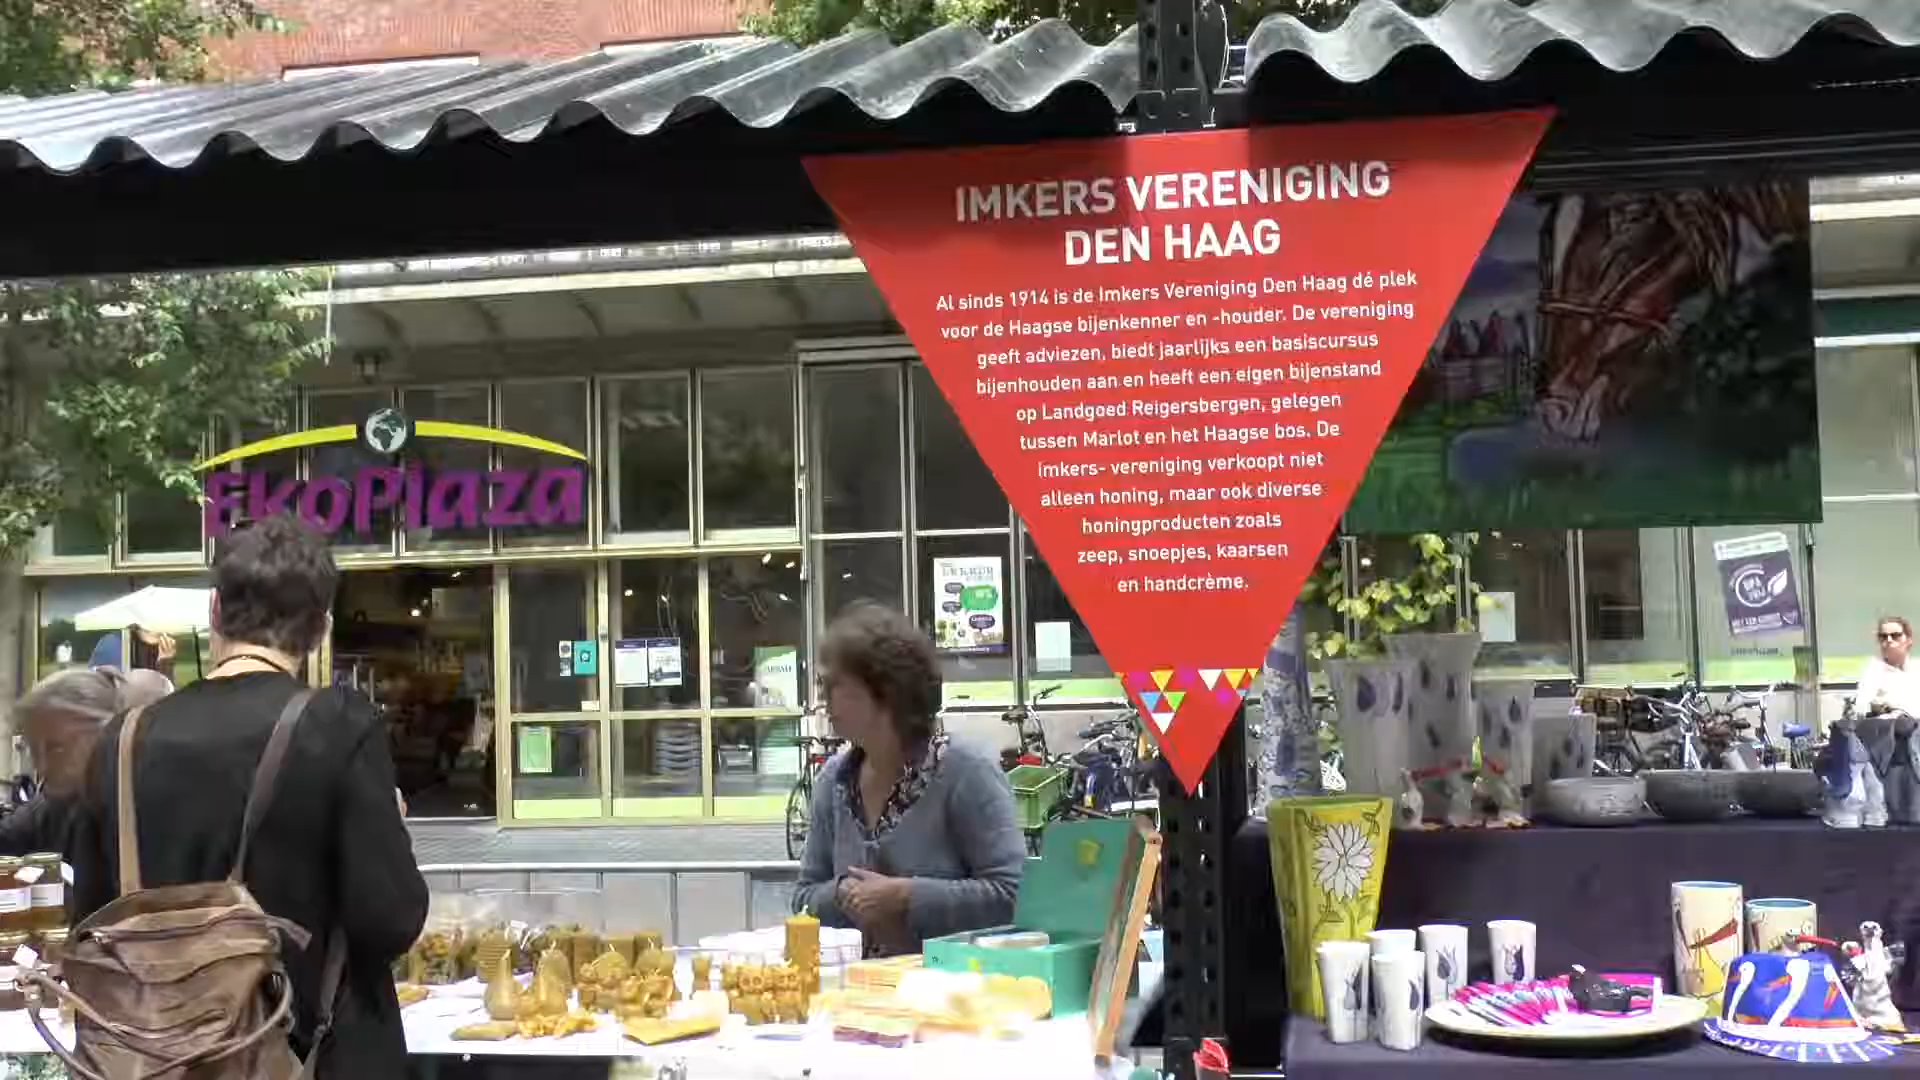 IMKERS VERENIGING
DEN HAAG
Al sinds 1914 is de Imkers Vereniging Den Haag dé plek
voor de Haagse bijenkenner en -houder. De vereniging
geeft adviezen, biedt jaarlijks een basiscursus
bijenhouden aan en heeft een eigen bijenstand
op Landgoed Reigersbergen, gelegen
tussen Marlot en het Haagse bos. De
imkers- vereniging verkoopt niet
alleen honing, maar ook diverse
honingproducten zoals
zeep, snoepjes, kaarsen
en handcrème.
EkoPlaza